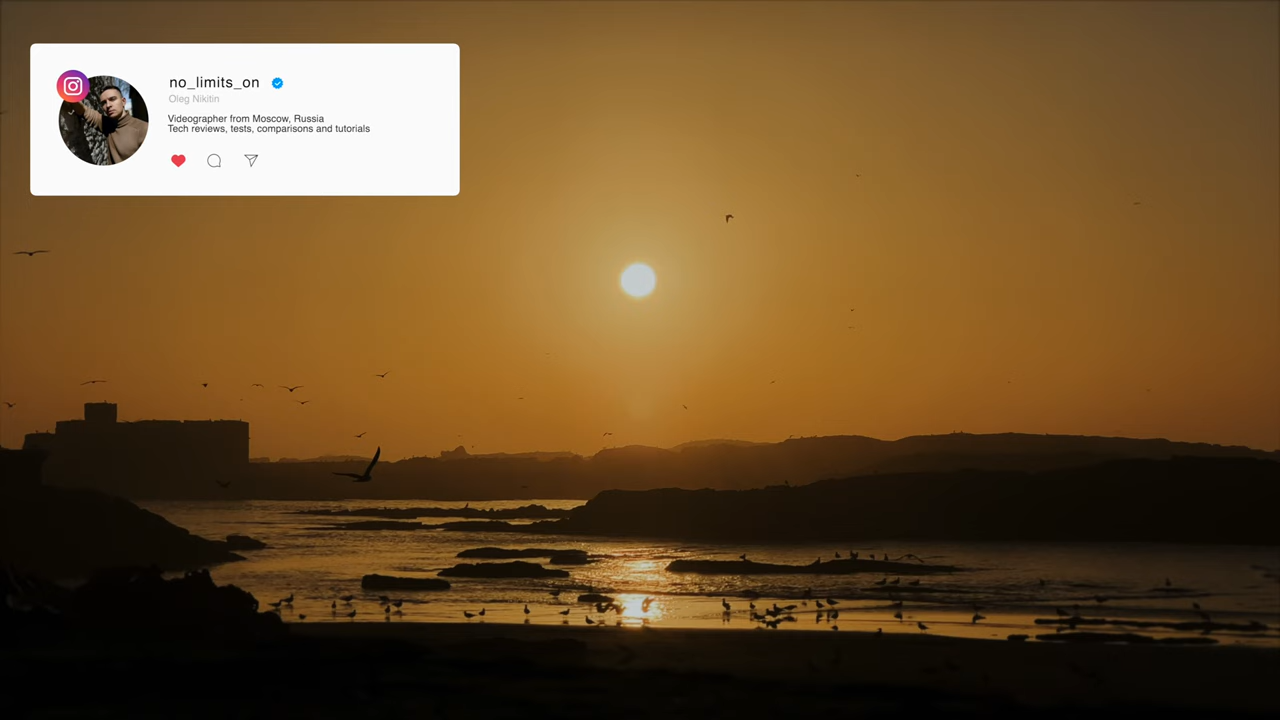 no_limits_on
Oleg Nikitin
Videographer from Moscow, Russia
Tech reviews, tests, comparisons and tutorials